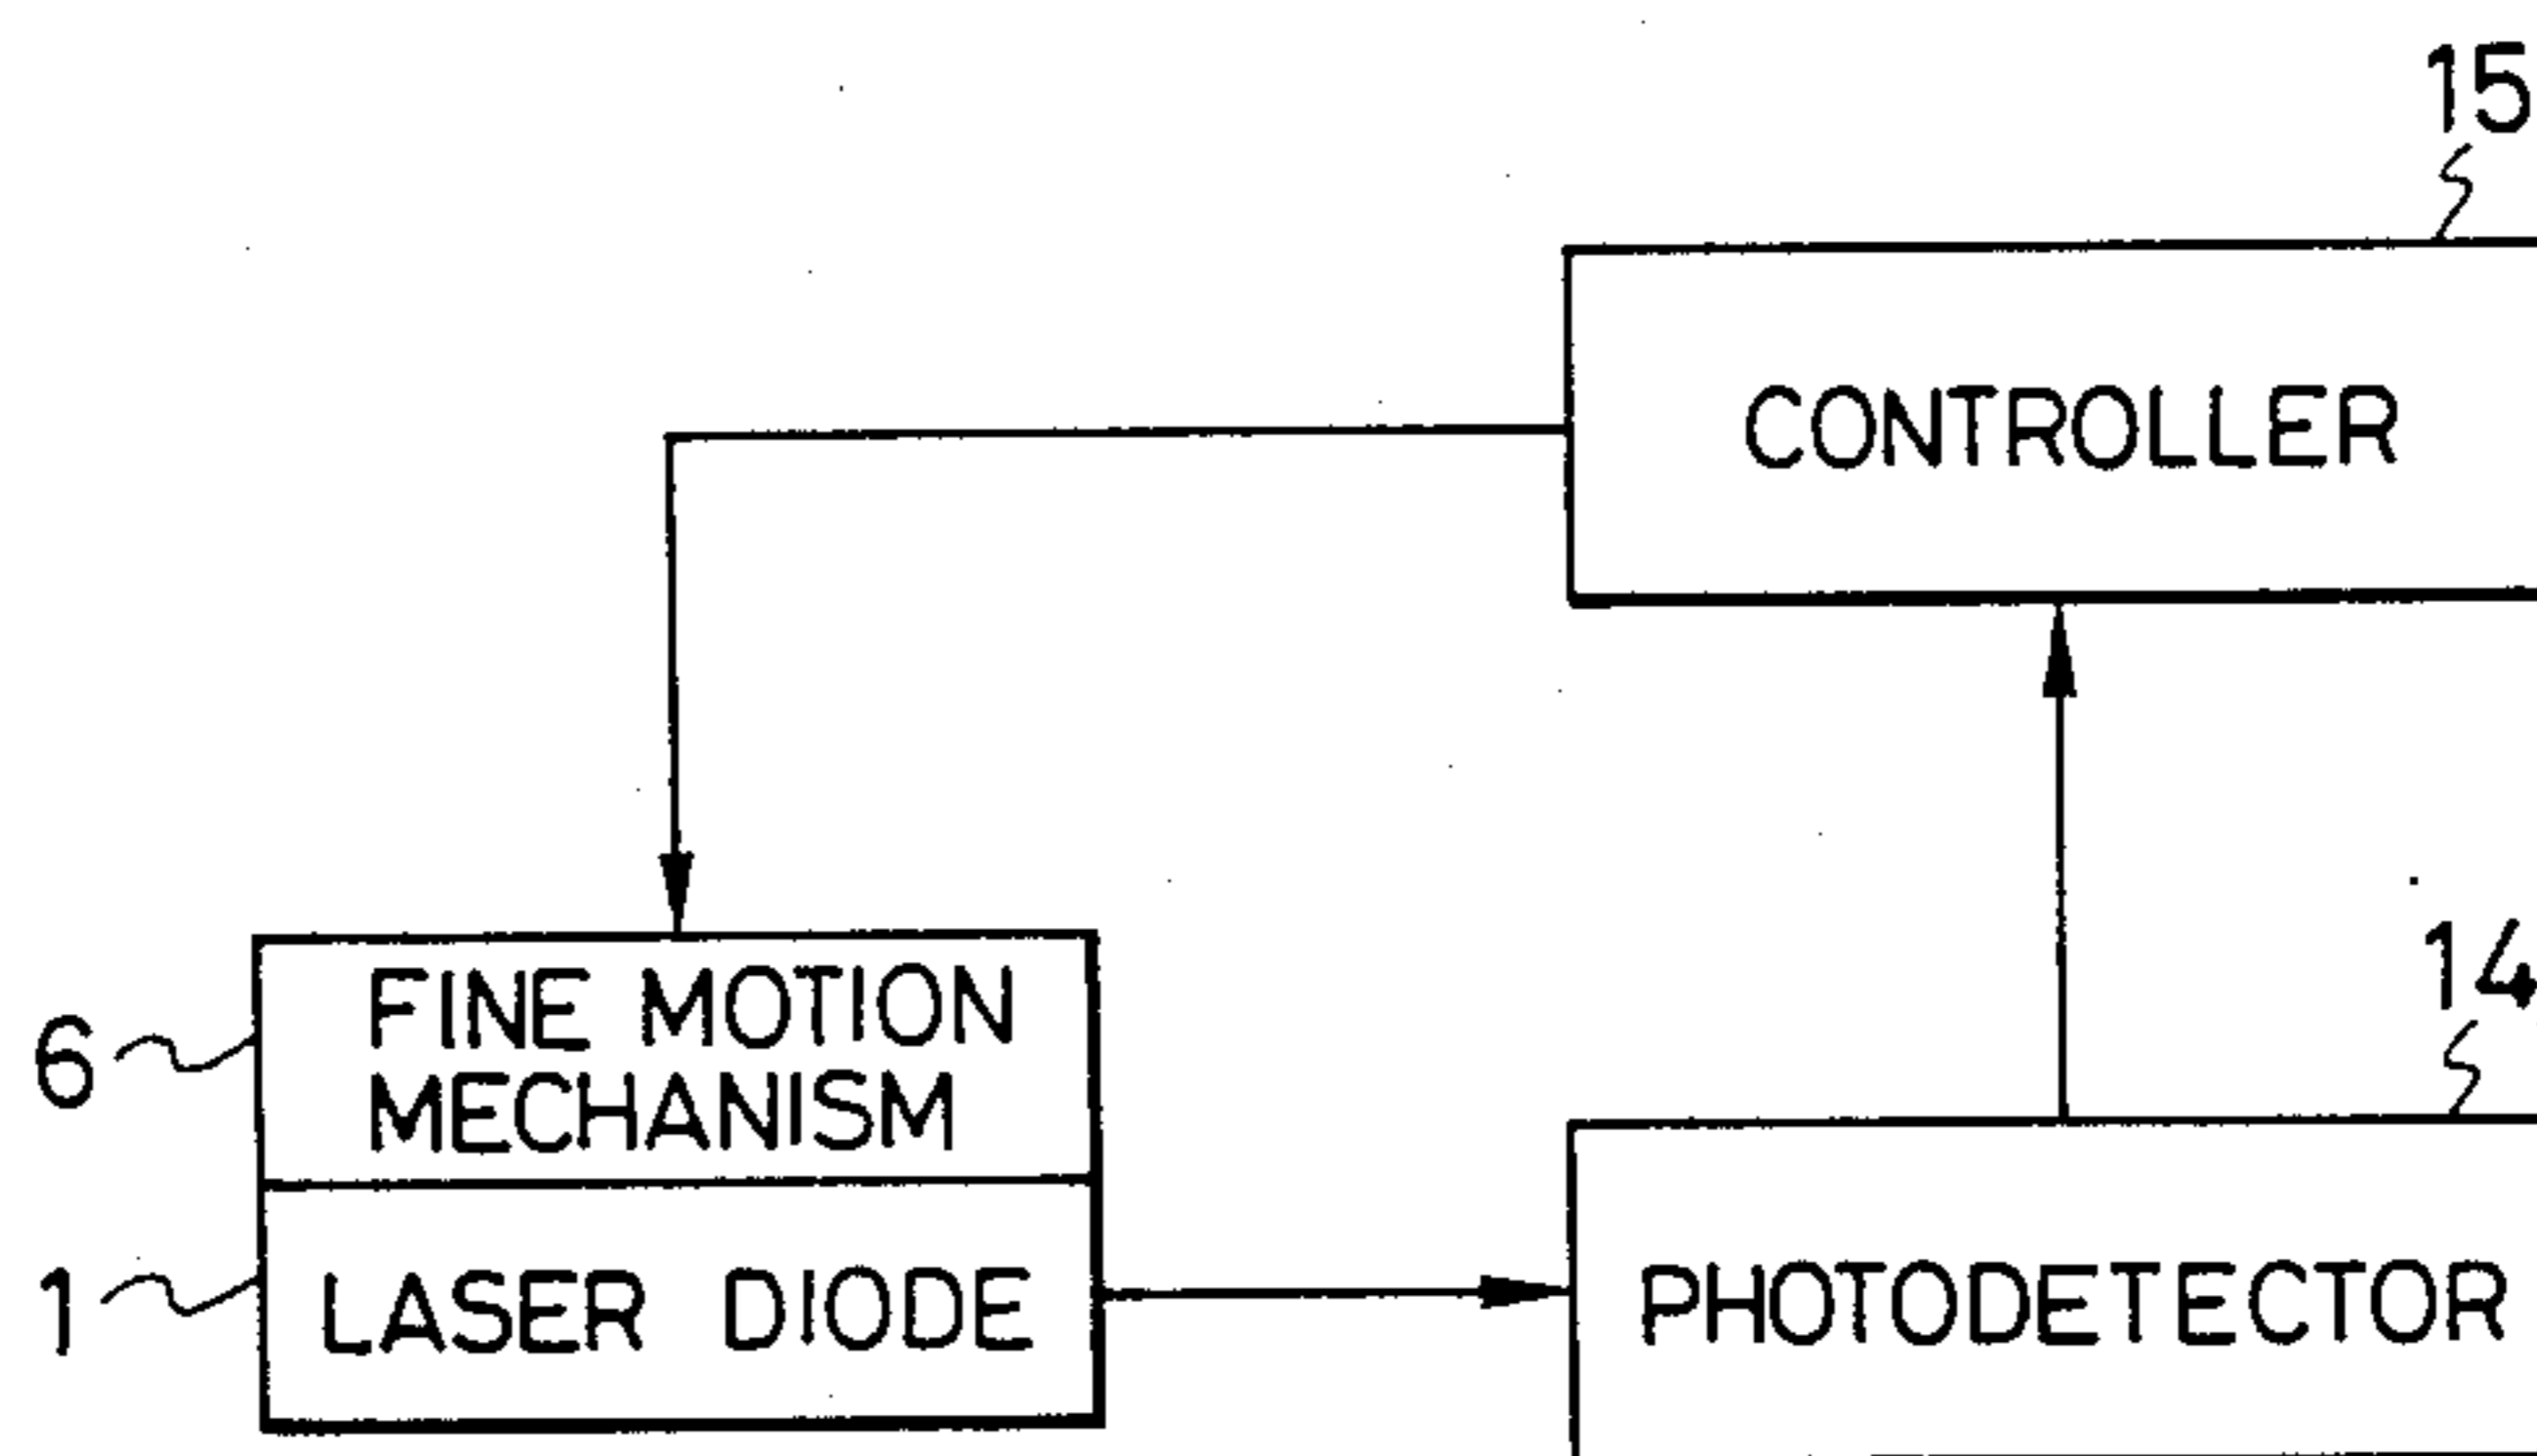 15
CONTROLLER
6
FINE MOTION
MECHANISM
14
1
LASER DIODE
PHOTODETECTOR